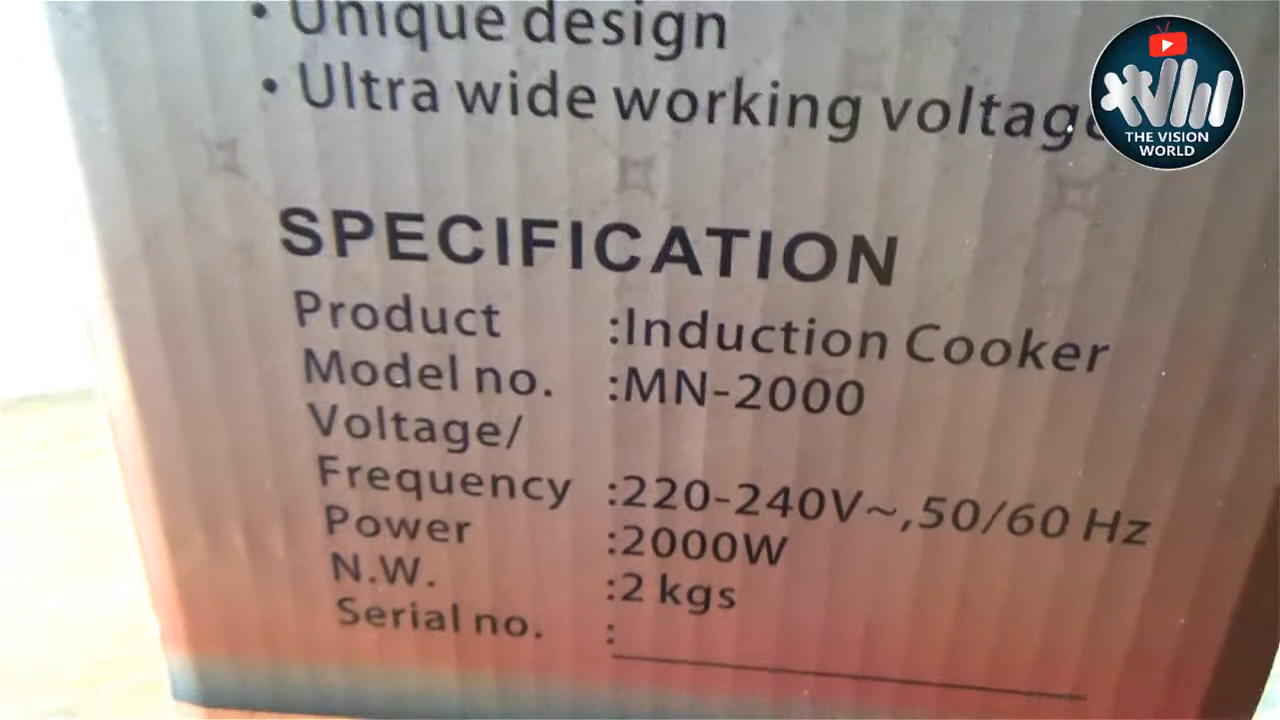 • Unique design
• Ultra wide working voltage
THE VISION
WORLD
SPECIFICATION
Product :Induction Cooker
Model no. :MN-2000
Voltage/
Frequency :220-240V~,50/60 Hz
Power :2000W
N.W. :2 kgs
Serial no. :